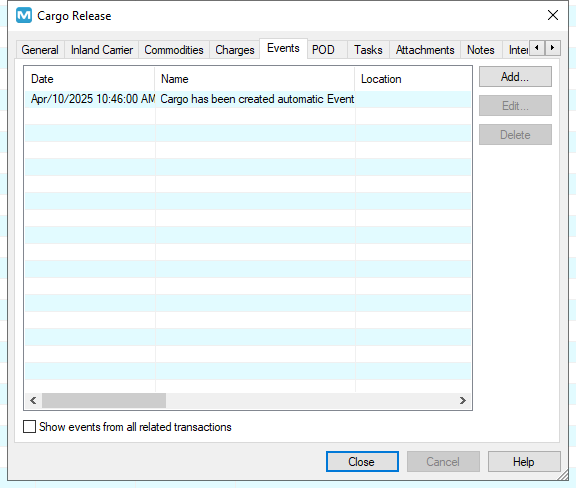 Cargo Release
General Inland Carrier Commodities Charges Events POD Tasks Attachments Notes Inter
Date Name Location Add...
Apr/10/2025 10:46:00 AM Cargo has been created automatic Event Edit...
Delete
Show events from all related transactions
Close Cancel Help